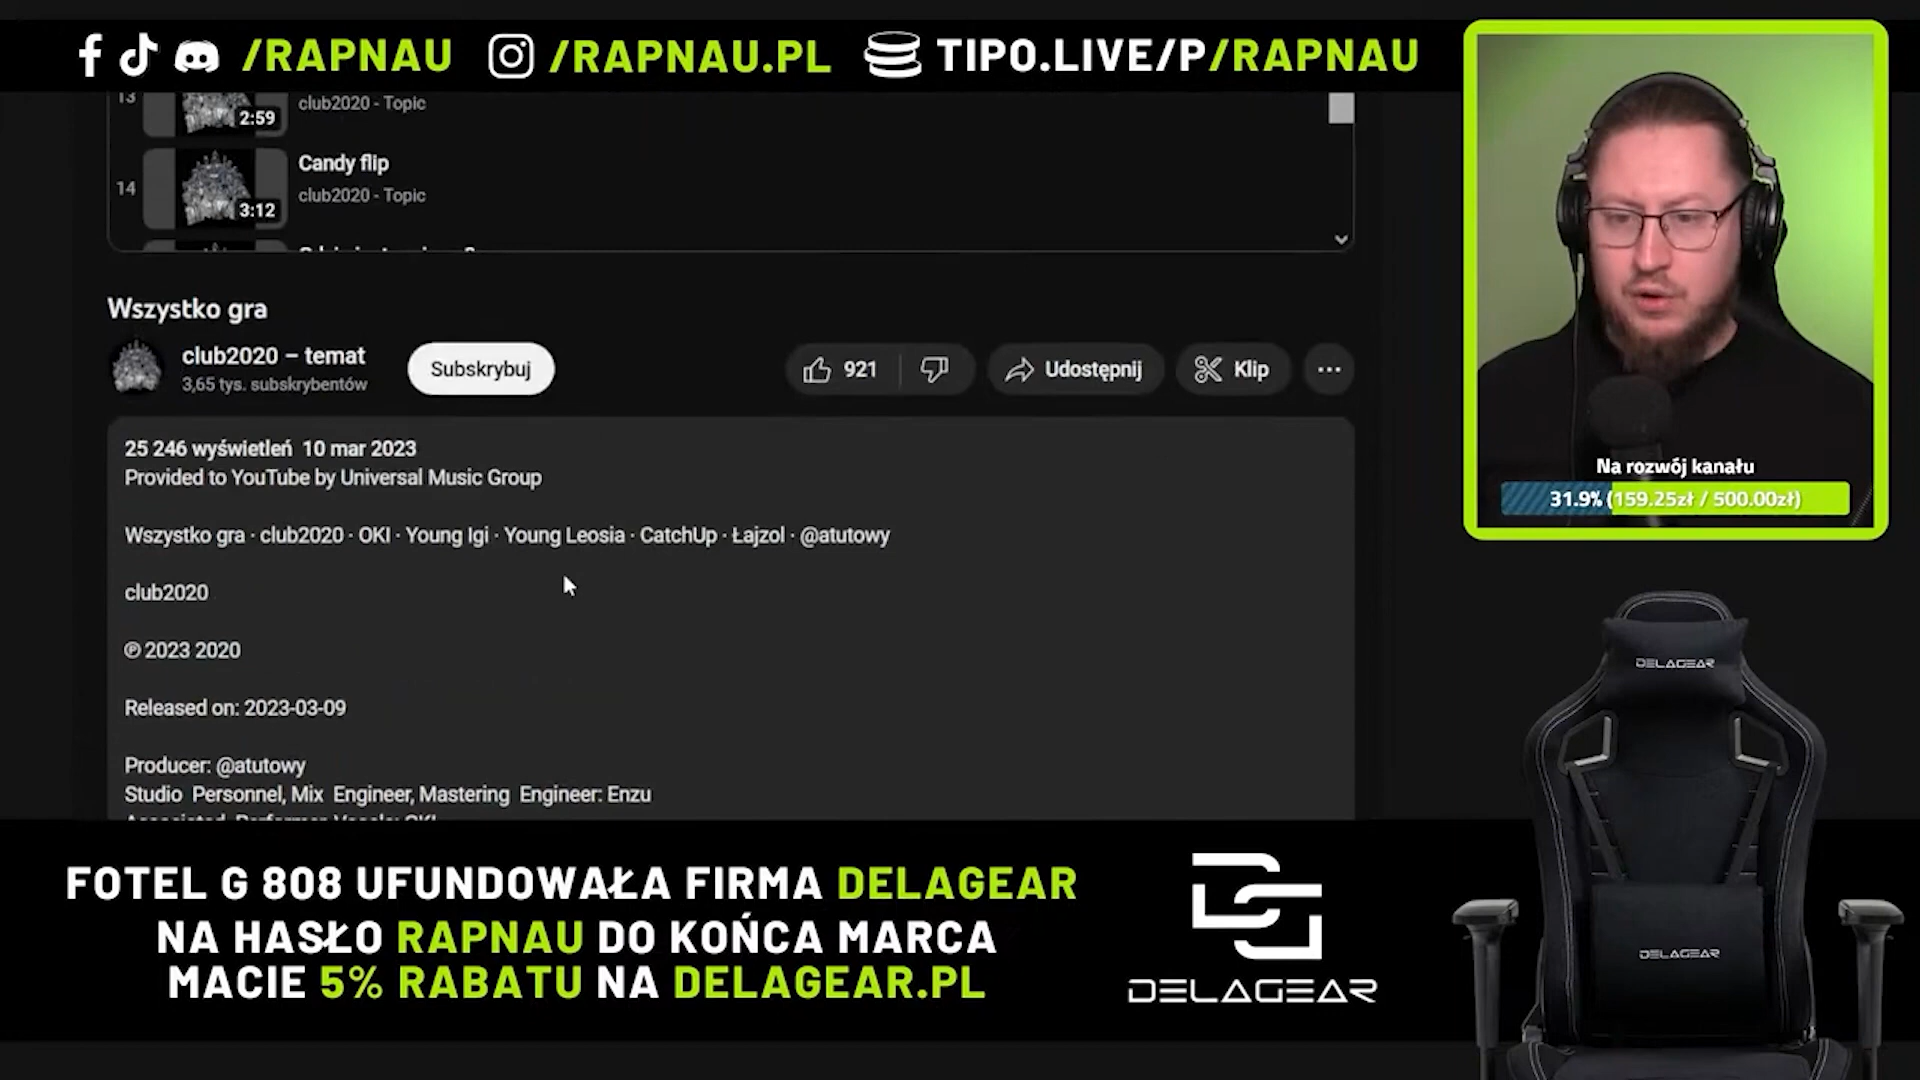 /RAPNAU /RAPNAU.PL TIPO.LIVE/P/RAPNAU
13 2:59 club2020 - Topic
Candy flip
14 3:12 club2020 - Topic
Wszystko gra
club2020 – temat
3,65 tys. subskrybentów
Subskrybuj
921
Udostępnij
Klip
25 246 wyświetleń 10 mar 2023
Provided to YouTube by Universal Music Group
Wszystko gra · club2020 · OKI · Young Igi · Young Leosia · CatchUp · Łajzol · @atutowy
club2020
℗ 2023 2020
Released on: 2023-03-09
Producer: @atutowy
Studio Personnel, Mix Engineer, Mastering Engineer: Enzu
Na rozwój kanału
31.9% (159.25zł / 500.00zł)
FOTEL G 808 UFUNDOWAŁA FIRMA DELAGEAR
NA HASŁO RAPNAU DO KOŃCA MARCA
MACIE 5% RABATU NA DELAGEAR.PL
DELAGEAR
DELAGEAR
DELAGEAR